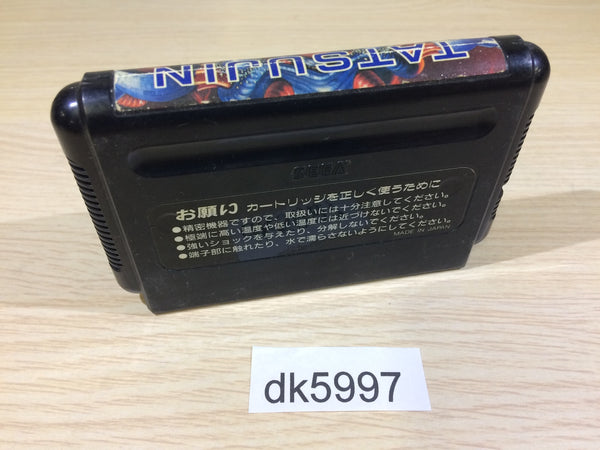 TATSUJIN
SEGA
お願い カートリッジを正しく使うために
●精密機器ですので、取扱いには十分注意してください。
●極端に高い温度や低い温度には近づけないでください。
●強いショックを与えたり、分解しないでください。
●端子部に触れたり、水で濡らさないようにしてください。
MADE IN JAPAN
dk5997